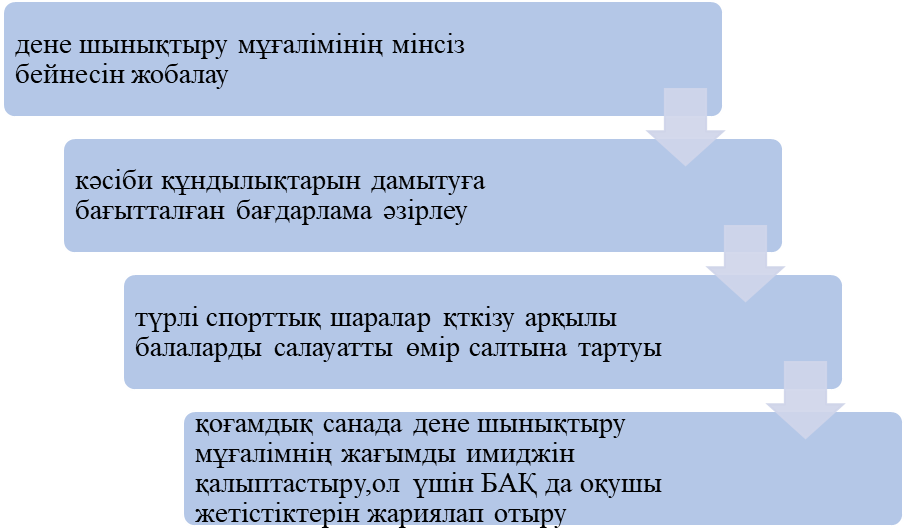 дене шынықтыру мұғалімінің мінсіз
бейнесін жобалау
кәсіби құндылықтарын дамытуға
бағытталған бағдарлама әзірлеу
түрлі спорттық шаралар қткізу арқылы
балаларды салауатты өмір салтына тартуы
қоғамдық санада дене шынықтыру
мұғалімнің жағымды имиджін
қалыптастыру,ол үшін БАҚ да оқушы
жетістіктерін жариялап отыру